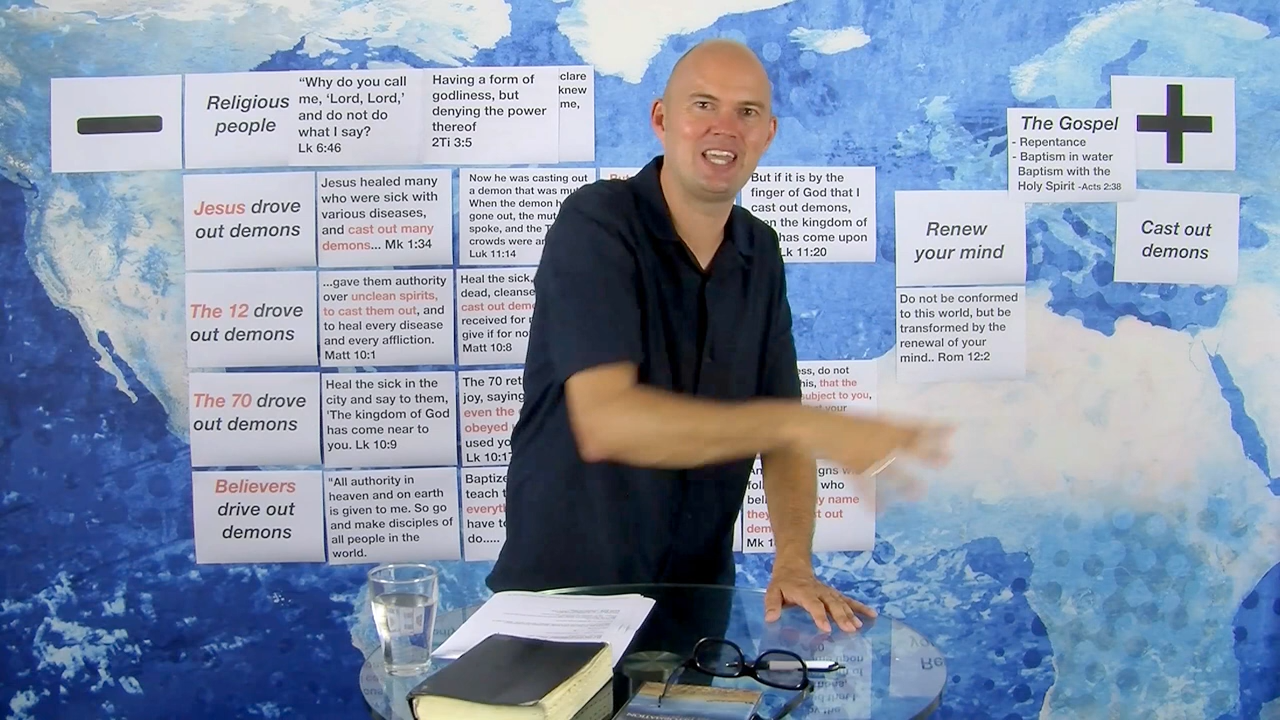 Religious
people
"Why do you call
me, 'Lord, Lord,'
and do not do
what I say?
Lk 6:46
Having a form of
godliness, but
denying the power
thereof
2Ti 3:5
clare
knew
me,
The Gospel
- Repentance
- Baptism in water
Baptism with the
Holy Spirit -Acts 2:38
Jesus drove
out demons
Jesus healed many
who were sick with
various diseases,
and cast out many
demons... Mk 1:34
Now he was casting out
a demon that was
When the demon
gone out, the
spoke, and the
crowds were
Luk 11:14
But if it is by the
finger of God that I
cast out demons,
the kingdom of
has come upon
Lk 11:20
Renew
your mind
Cast out
demons
The 12 drove
out demons
...gave them authority
over unclean spirits,
to cast them out, and
to heal every disease
and every affliction.
Matt 10:1
Heal the sick,
dead, cleanse
cast out
received for
give if for
Matt 10:8
Do not be conformed
to this world, but be
transformed by the
renewal of your
mind.. Rom 12:2
The 70 drove
out demons
Heal the sick in the
city and say to them,
'The kingdom of God
has come near to
you. Lk 10:9
The 70
joy, saying
even the
obeyed
used
Lk 10:17
do not
that the
subject to you,
your
Believers
drive out
demons
"All authority in
heaven and on earth
is given to me. So go
and make disciples of
all people in the
world.
teach
have to
do.....
who
name
they out